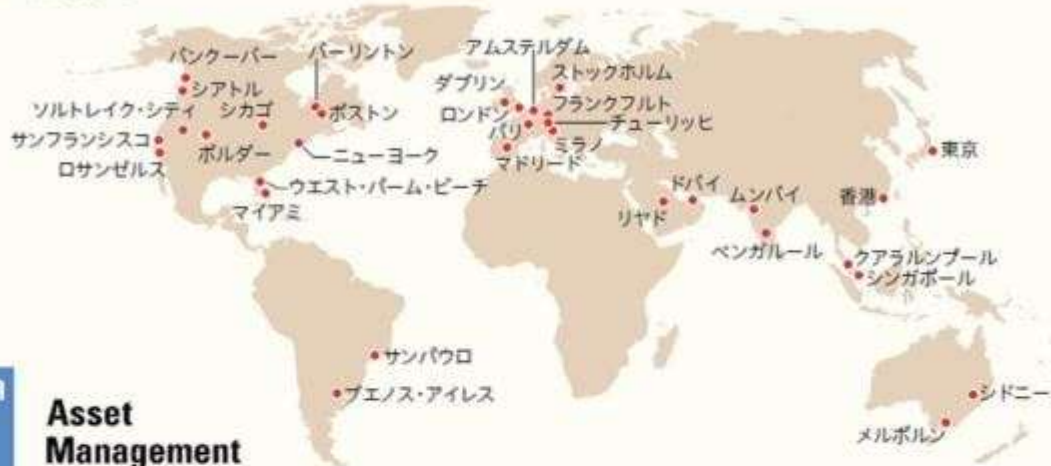 バンクーバー
バーリントン
アムステルダム
シアトル
ダブリン
ストックホルム
ソルトレイク・シティ
シカゴ
ボストン
ロンドン
フランクフルト
サンフランシスコ
パリ
チューリッヒ
ロサンゼルス
ボルダー
ニューヨーク
マドリード
ミラノ
東京
ウエスト・パーム・ビーチ
ドバイ
ムンバイ
香港
マイアミ
リヤド
ベンガルール
クアラルンプール
シンガポール
サンパウロ
ブエノス・アイレス
シドニー
メルボルン
Asset
Management